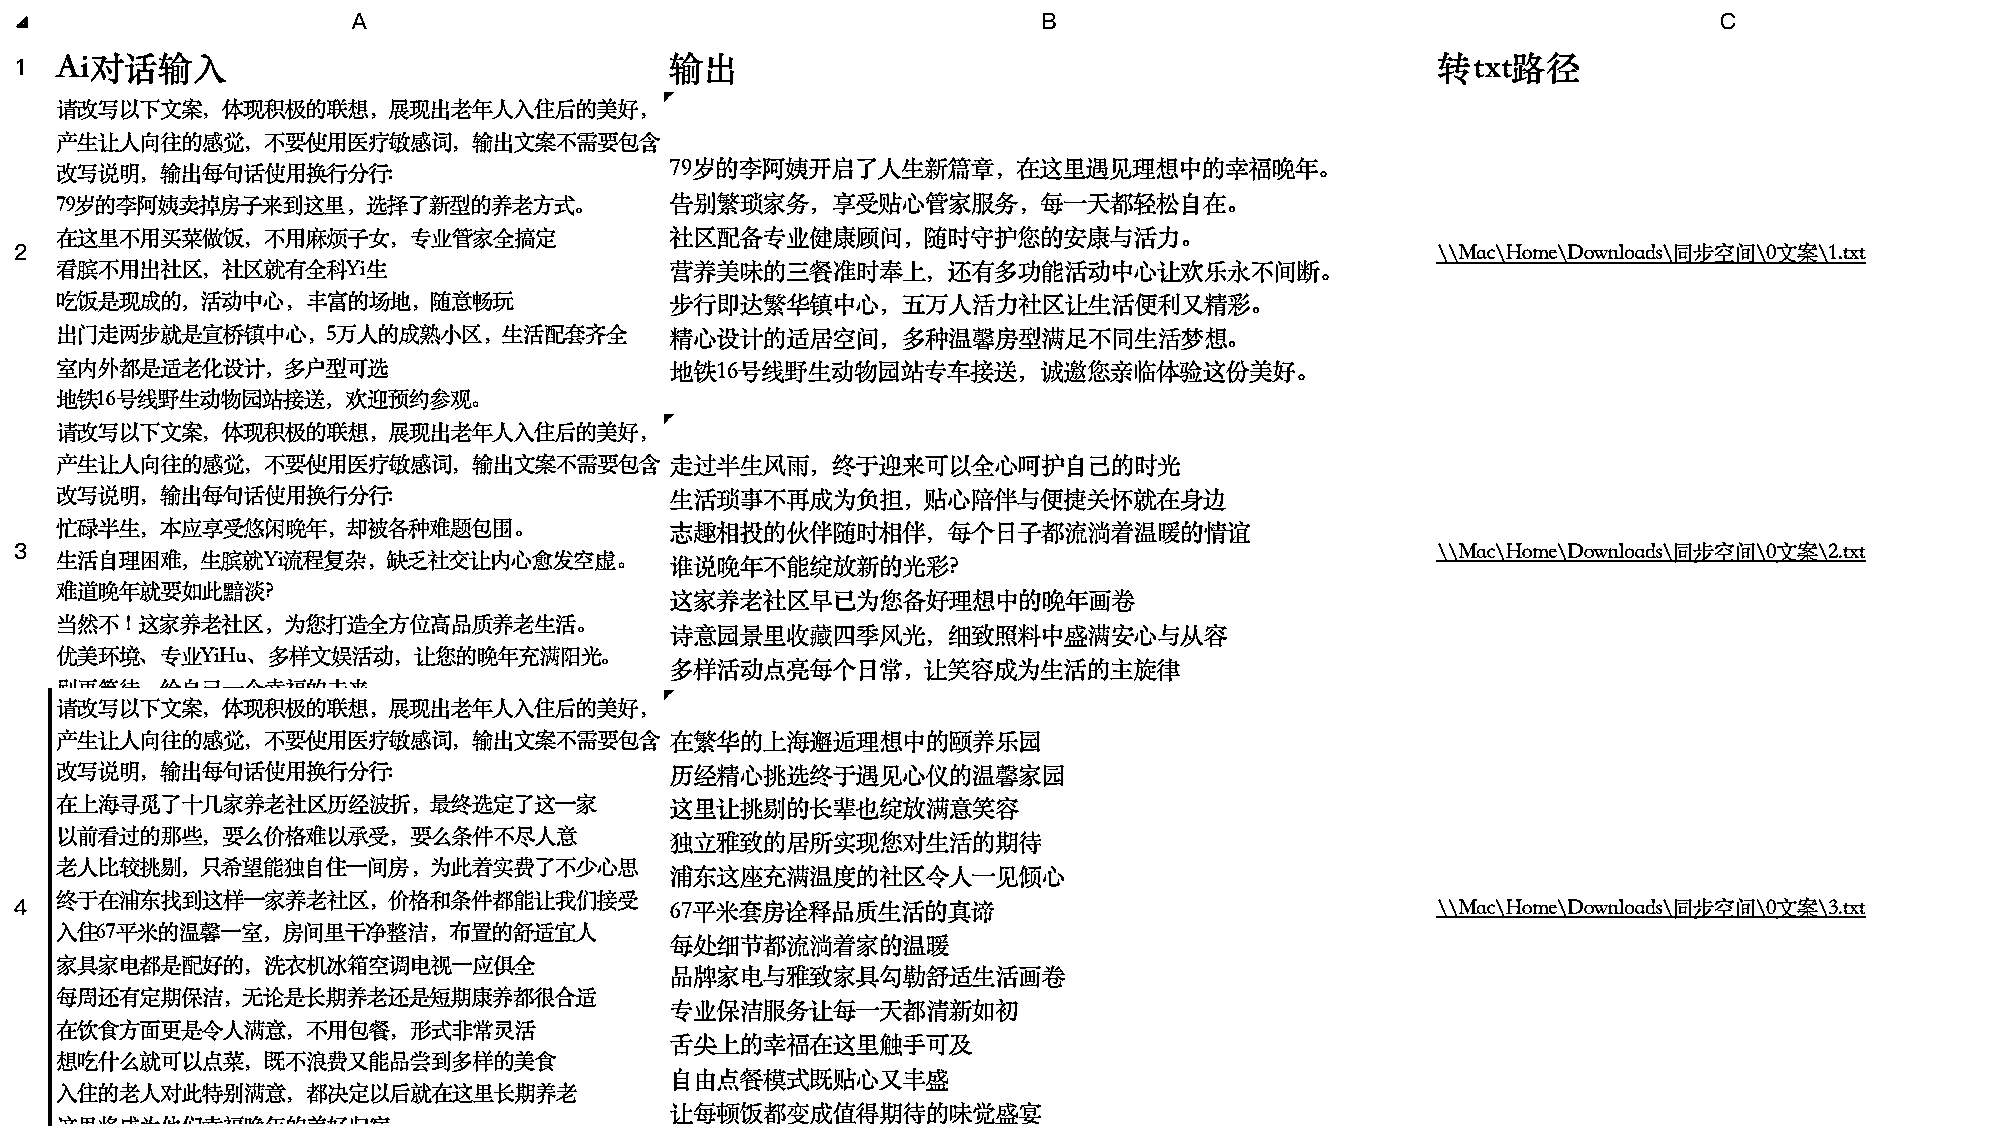 A
B
C
1
Ai对话输入
输出
转txt路径
2
请改写以下文案，体现积极的联想，展现出老年人入住后的美好，
产生让人向往的感觉，不要使用医疗敏感词，输出文案不需要包含
改写说明，输出每句话使用换行分行:
79岁的李阿姨卖掉房子来到这里，选择了新型的养老方式。
在这里不用买菜做饭，不用麻烦子女，专业管家全搞定
看膑不用出社区，社区就有全科Yi生
吃饭是现成的，活动中心，丰富的场地，随意畅玩
出门走两步就是宣桥镇中心，5万人的成熟小区，生活配套齐全
室内外都是适老化设计，多户型可选
地铁16号线野生动物园站接送，欢迎预约参观。
79岁的李阿姨开启了人生新篇章，在这里遇见理想中的幸福晚年。
告别繁琐家务，享受贴心管家服务，每一天都轻松自在。
社区配备专业健康顾问，随时守护您的安康与活力。
营养美味的三餐准时奉上，还有多功能活动中心让欢乐永不间断。
步行即达繁华镇中心，五万人活力社区让生活便利又精彩。
精心设计的适居空间，多种温馨房型满足不同生活梦想。
地铁16号线野生动物园站专车接送，诚邀您亲临体验这份美好。
\\Mac\Home\Downloads\同步空间\0文案\1.txt
3
请改写以下文案，体现积极的联想，展现出老年人入住后的美好，
产生让人向往的感觉，不要使用医疗敏感词，输出文案不需要包含
改写说明，输出每句话使用换行分行:
忙碌半生，本应享受悠闲晚年，却被各种难题包围。
生活自理困难，生膑就Yi流程复杂，缺乏社交让内心愈发空虚。
难道晚年就要如此黯淡?
当然不！这家养老社区，为您打造全方位高品质养老生活。
优美环境、专业YiHu、多样文娱活动，让您的晚年充满阳光。
别再等待，给自己一个幸福的未来
走过半生风雨，终于迎来可以全心呵护自己的时光
生活琐事不再成为负担，贴心陪伴与便捷关怀就在身边
志趣相投的伙伴随时相伴，每个日子都流淌着温暖的情谊
谁说晚年不能绽放新的光彩?
这家养老社区早已为您备好理想中的晚年画卷
诗意园景里收藏四季风光，细致照料中盛满安心与从容
多样活动点亮每个日常，让笑容成为生活的主旋律
\\Mac\Home\Downloads\同步空间\0文案\2.txt
4
请改写以下文案，体现积极的联想，展现出老年人入住后的美好，
产生让人向往的感觉，不要使用医疗敏感词，输出文案不需要包含
改写说明，输出每句话使用换行分行:
在上海寻觅了十几家养老社区历经波折，最终选定了这一家
以前看过的那些，要么价格难以承受，要么条件不尽人意
老人比较挑剔，只希望能独自住一间房，为此着实费了不少心思
终于在浦东找到这样一家养老社区，价格和条件都能让我们接受
入住67平米的温馨一室，房间里干净整洁，布置的舒适宜人
家具家电都是配好的，洗衣机冰箱空调电视一应俱全
每周还有定期保洁，无论是长期养老还是短期康养都很合适
在饮食方面更是令人满意，不用包餐，形式非常灵活
想吃什么就可以点菜，既不浪费又能品尝到多样的美食
入住的老人对此特别满意，都决定以后就在这里长期养老
这里将成为他们幸福晚年的美好归宿
在繁华的上海邂逅理想中的颐养乐园
历经精心挑选终于遇见心仪的温馨家园
这里让挑剔的长辈也绽放满意笑容
独立雅致的居所实现您对生活的期待
浦东这座充满温度的社区令人一见倾心
67平米套房诠释品质生活的真谛
每处细节都流淌着家的温暖
品牌家电与雅致家具勾勒舒适生活画卷
专业保洁服务让每一天都清新如初
舌尖上的幸福在这里触手可及
自由点餐模式既贴心又丰盛
让每顿饭都变成值得期待的味觉盛宴
\\Mac\Home\Downloads\同步空间\0文案\3.txt